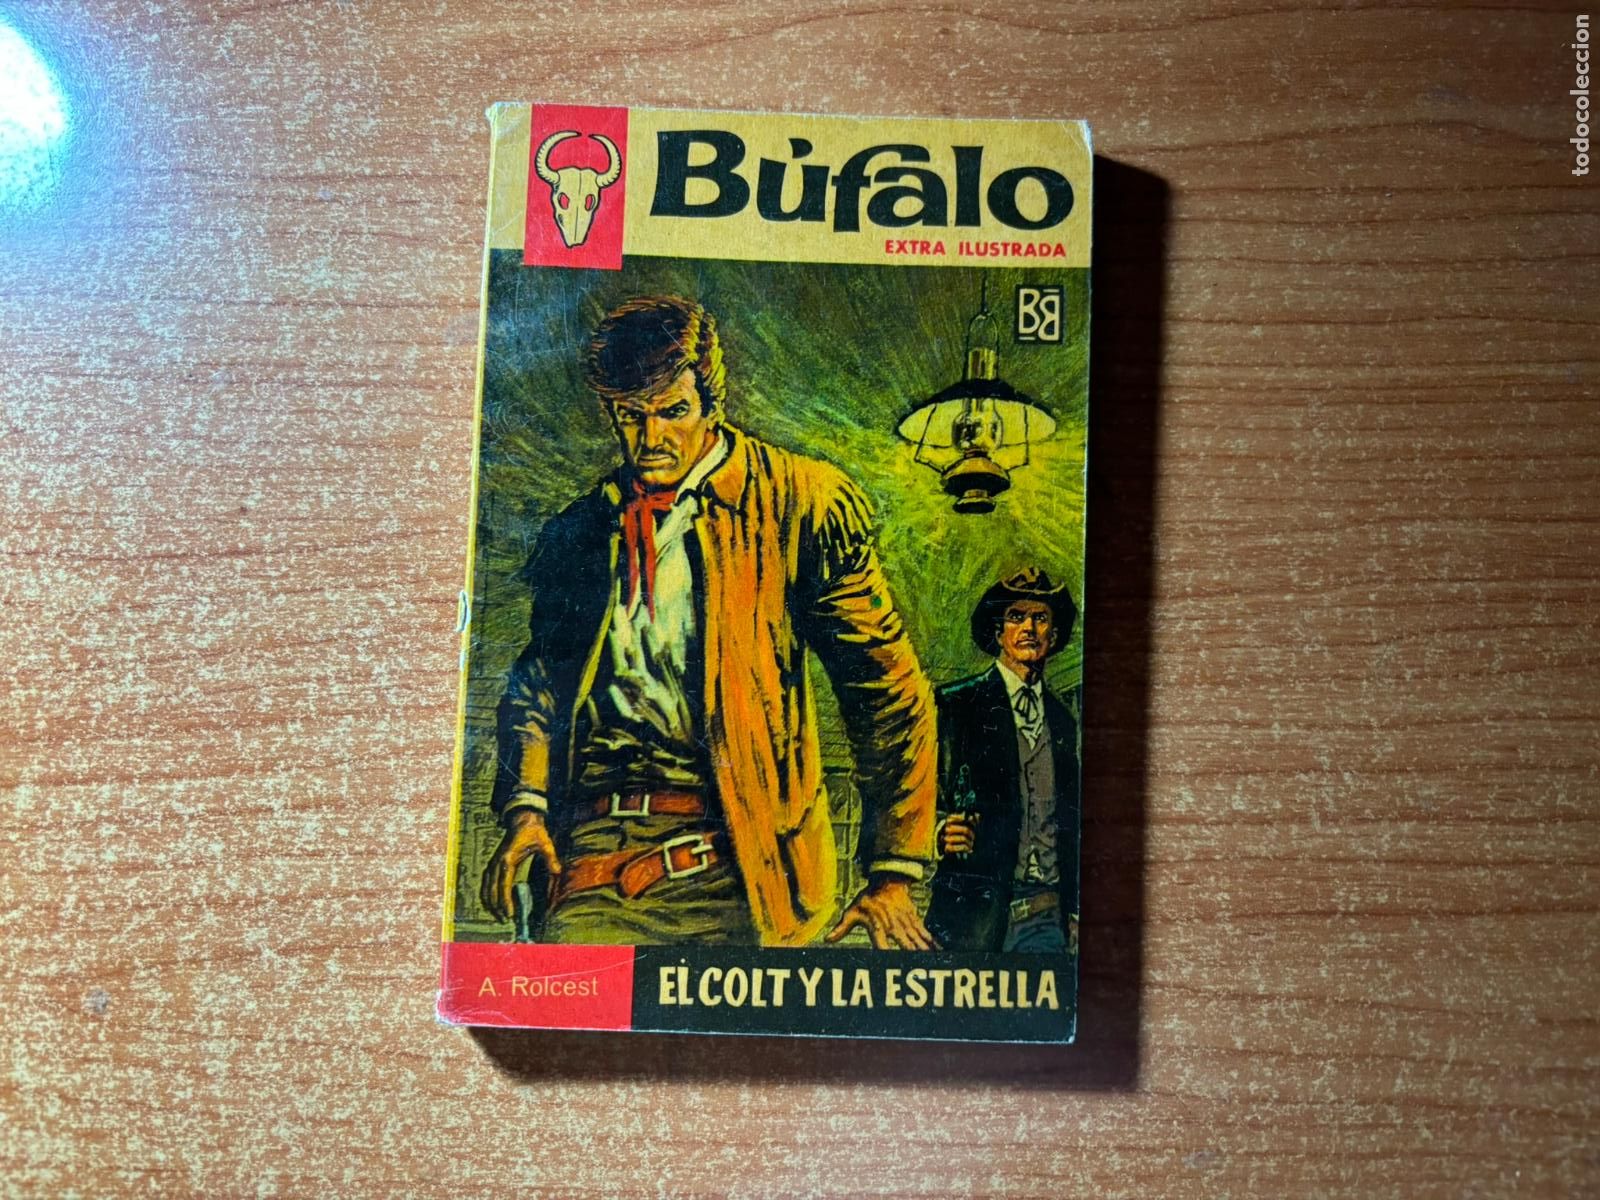 Búfalo
EXTRA ILUSTRADA
BB
A. Rolcest
EL COLT Y LA ESTRELLA
todocoleccion